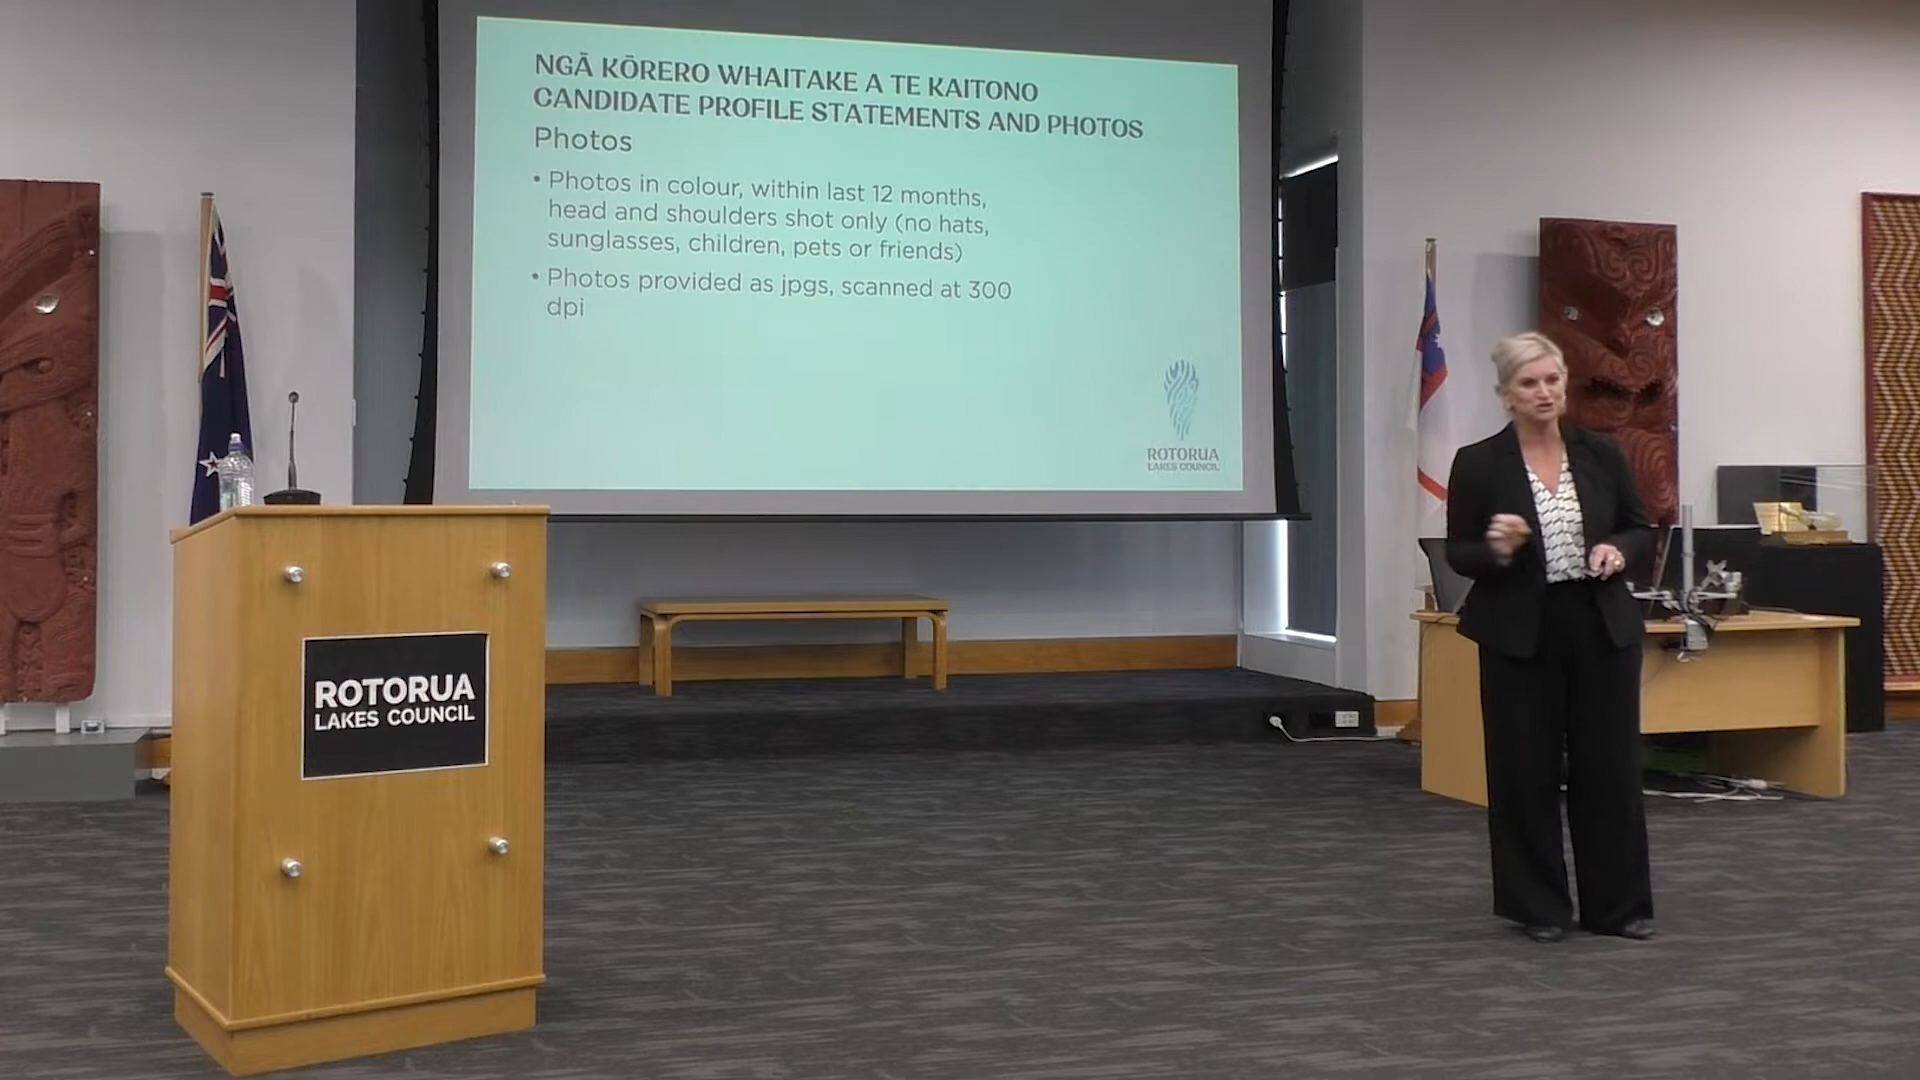 NGĀ KŌRERO WHAITAKE A TE KAITONO
CANDIDATE PROFILE STATEMENTS AND PHOTOS
Photos
• Photos in colour, within last 12 months,
head and shoulders shot only (no hats,
sunglasses, children, pets or friends)
• Photos provided as jpgs, scanned at 300
dpi
ROTORUA
LAKES COUNCIL
ROTORUA
LAKES COUNCIL